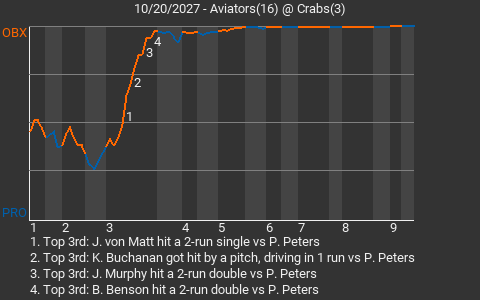 10/20/2027 - Aviators(16) @ Crabs(3)
OBX
4
3
2
1
PRO
1 2 3 4 5 6 7 8 9
1. Top 3rd: J. von Matt hit a 2-run single vs P. Peters
2. Top 3rd: K. Buchanan got hit by a pitch, driving in 1 run vs P. Peters
3. Top 3rd: J. Murphy hit a 2-run double vs P. Peters
4. Top 3rd: B. Benson hit a 2-run double vs P. Peters